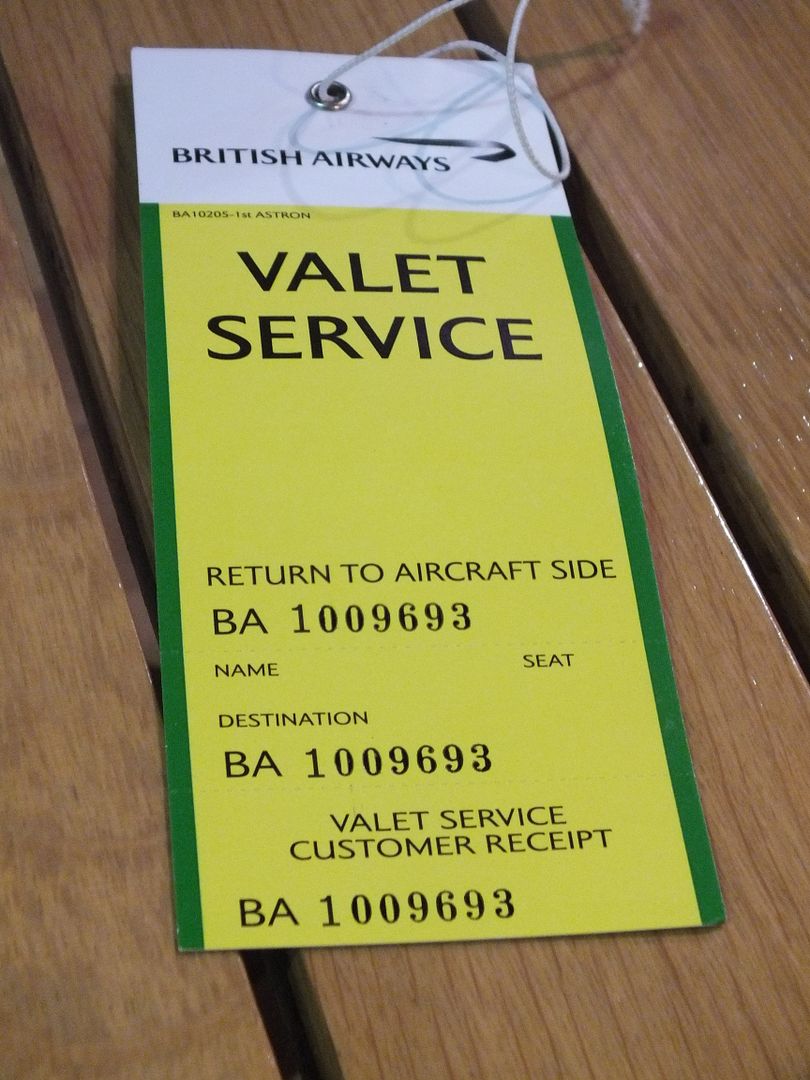 BRITISH AIRWAYS
BA10205-1st ASTRON
VALET
SERVICE
RETURN TO AIRCRAFT SIDE
BA 1009693
NAME SEAT
DESTINATION
BA 1009693
VALET SERVICE
CUSTOMER RECEIPT
BA 1009693